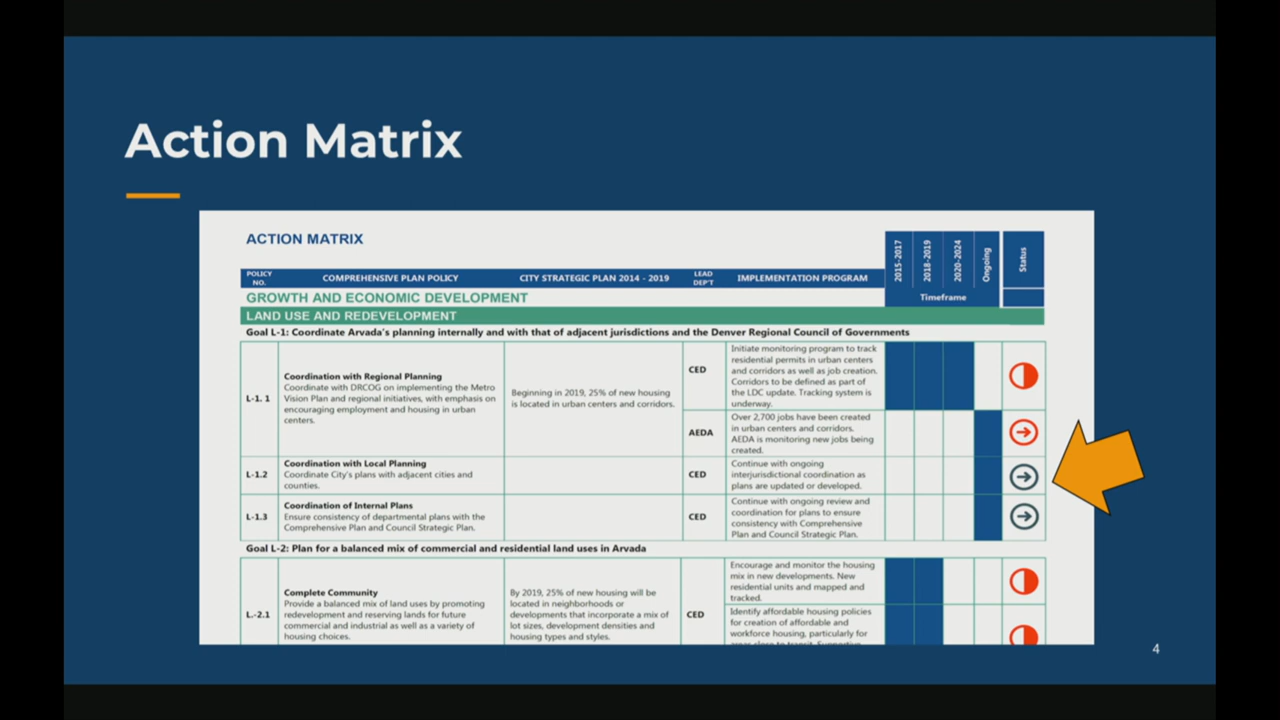 Action Matrix
ACTION MATRIX
POLICY NO.
COMPREHENSIVE PLAN POLICY
CITY STRATEGIC PLAN 2014 - 2019
LEAD DEP'T
IMPLEMENTATION PROGRAM
2015-2017
2018-2019
2020-2024
Ongoing
Status
Timeframe
GROWTH AND ECONOMIC DEVELOPMENT
LAND USE AND REDEVELOPMENT
Goal L-1: Coordinate Arvada's planning internally and with that of adjacent jurisdictions and the Denver Regional Council of Governments
L-1. 1
Coordination with Regional Planning
Coordinate with DRCOG on implementing the Metro
Vision Plan and regional initiatives, with emphasis on
encouraging employment and housing in urban
centers.
Beginning in 2019, 25% of new housing
is located in urban centers and corridors.
CED
Initiate monitoring program to track
residential permits in urban centers
and corridors as well as job creation.
Corridors to be defined as part of
the LDC update. Tracking system is
underway.
AEDA
Over 2,700 jobs have been created
in urban centers and corridors.
AEDA is monitoring new jobs being
created.
L-1.2
Coordination with Local Planning
Coordinate City's plans with adjacent cities and
counties.
CED
Continue with ongoing
interjurisdictional coordination as
plans are updated or developed.
L-1.3
Coordination of Internal Plans
Ensure consistency of departmental plans with the
Comprehensive Plan and Council Strategic Plan.
CED
Continue with ongoing review and
coordination for plans to ensure
consistency with Comprehensive
Plan and Council Strategic Plan.
Goal L-2: Plan for a balanced mix of commercial and residential land uses in Arvada
L.-2.1
Complete Community
Provide a balanced mix of land uses by promoting
redevelopment and reserving lands for future
commercial and industrial as well as a variety of
housing choices.
By 2019, 25% of new housing will be
located in neighborhoods or
developments that incorporate a mix of
lot sizes, development densities and
housing types and styles.
CED
Encourage and monitor the housing
mix in new developments. New
residential units and mapped and
tracked.
Identify affordable housing policies
for creation of affordable and
workforce housing, particularly for
4